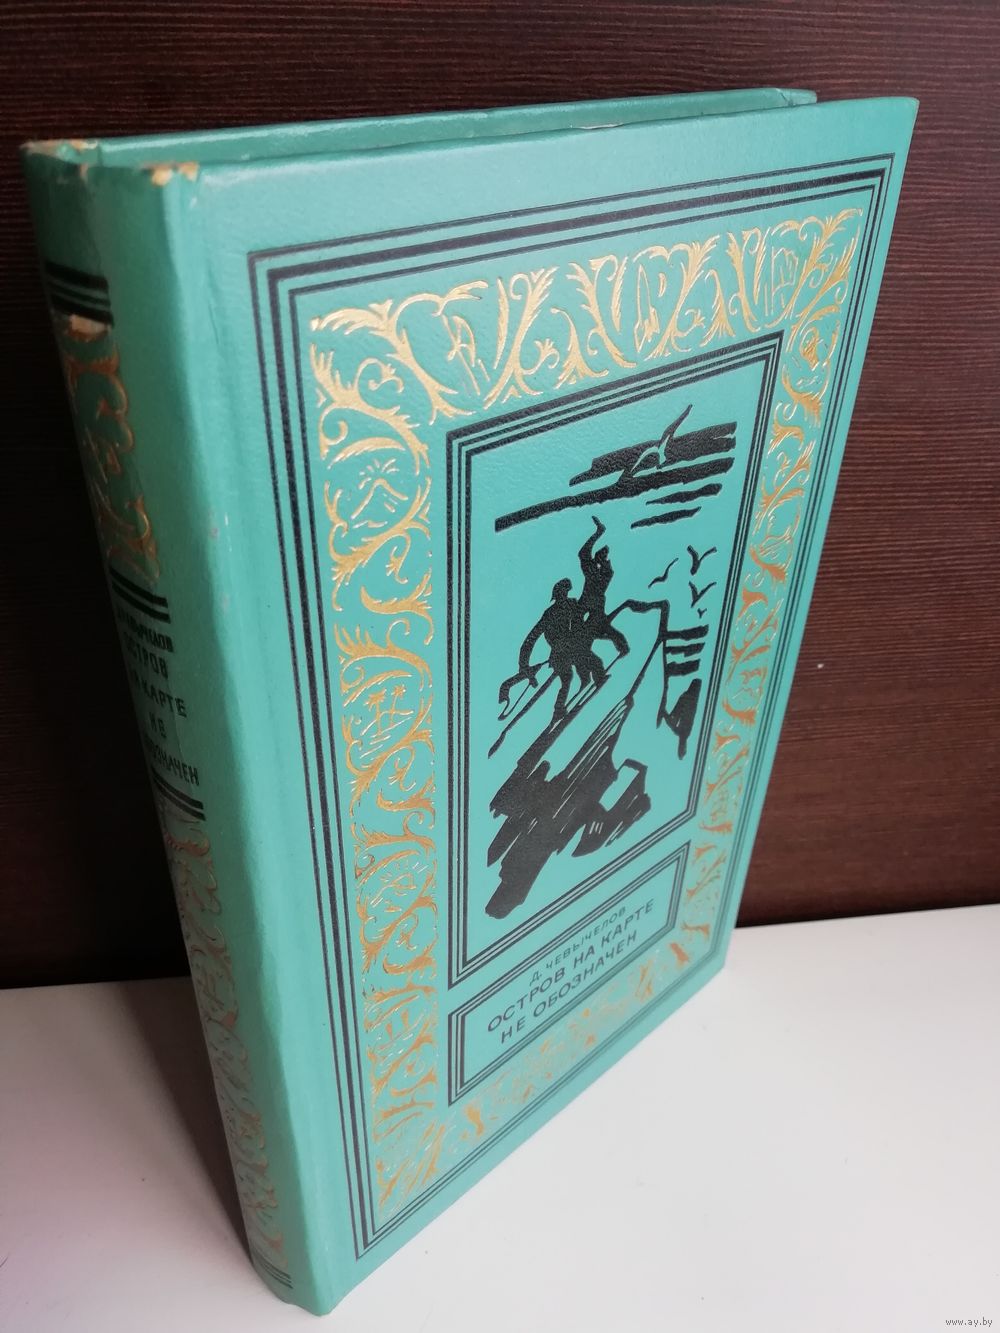 Д. ЧЕВЫЧЕЛОВ
ОСТРОВ НА КАРТЕ
НЕ ОБОЗНАЧЕН
ОСТРОВ
НА КАРТЕ
НЕ
www.ay.by